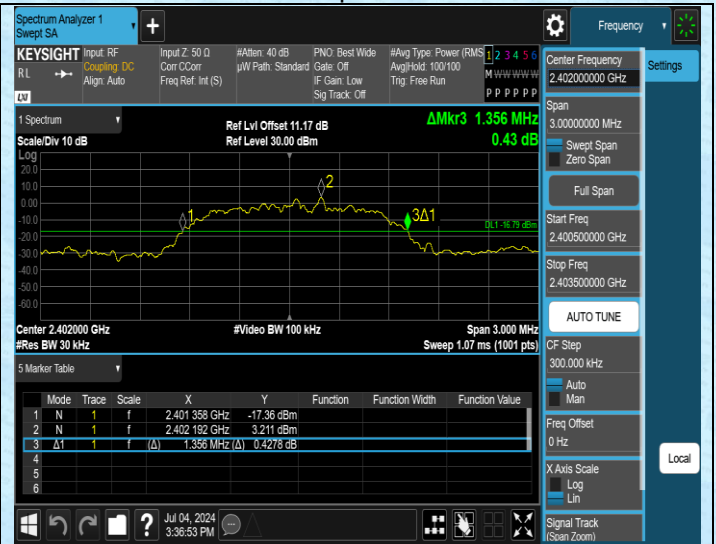 Spectrum Analyzer 1
Swept SA
Frequency
KEYSIGHT
RL
LXI
Input: RF
Coupling: DC
Align: Auto
Input Z: 50 Ω
Corr CCorr
Freq Ref: Int (S)
#Atten: 40 dB
µW Path: Standard
PNO: Best Wide
Gate: Off
IF Gain: Low
Sig Track: Off
#Avg Type: Power (RMS
Avg|Hold: 100/100
Trig: Free Run
1 2 3 4 5 6
M W W W W W
P P P P P P
Center Frequency
2.402000000 GHz
Settings
Span
3.00000000 MHz
Swept Span
Zero Span
Full Span
Start Freq
2.400500000 GHz
Stop Freq
2.403500000 GHz
AUTO TUNE
CF Step
300.000 kHz
Auto
Man
Freq Offset
0 Hz
X Axis Scale
Log
Lin
Signal Track
(Span Zoom)
Local
1 Spectrum
Scale/Div 10 dB
Ref Lvl Offset 11.17 dB
Ref Level 30.00 dBm
ΔMkr3 1.356 MHz
0.43 dB
Log
20.0
10.0
0.00
-10.0
-20.0
-30.0
-40.0
-50.0
-60.0
1
2
3Δ1
DL1 -16.79 dBm
Center 2.402000 GHz
#Res BW 30 kHz
#Video BW 100 kHz
Span 3.000 MHz
Sweep 1.07 ms (1001 pts)
5 Marker Table
Mode Trace Scale X Y Function Function Width Function Value
1 N 1 f 2.401 358 GHz -17.36 dBm
2 N 1 f 2.402 192 GHz 3.211 dBm
3 Δ1 1 f (Δ) 1.356 MHz (Δ) 0.4278 dB
4
5
6
Jul 04, 2024
3:36:53 PM